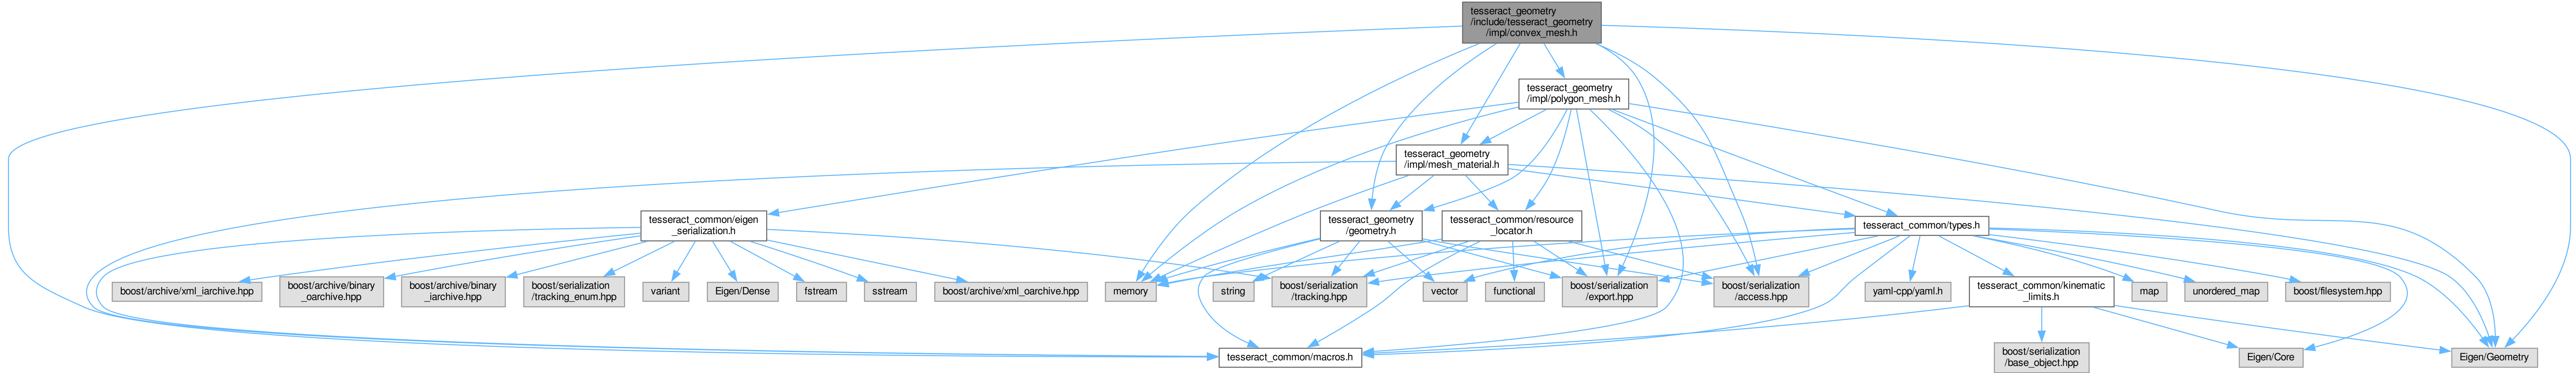 tesseract_geometry
/include/tesseract_geometry
/impl/convex_mesh.h
tesseract_geometry
/impl/polygon_mesh.h
tesseract_geometry
/impl/mesh_material.h
tesseract_common/eigen
_serialization.h
tesseract_geometry
/geometry.h
tesseract_common/resource
_locator.h
tesseract_common/types.h
boost/archive/xml_iarchive.hpp
boost/archive/binary
_oarchive.hpp
boost/archive/binary
_iarchive.hpp
boost/serialization
/tracking_enum.hpp
variant
Eigen/Dense
fstream
sstream
boost/archive/xml_oarchive.hpp
memory
string
boost/serialization
/tracking.hpp
vector
functional
boost/serialization
/export.hpp
boost/serialization
/access.hpp
yaml-cpp/yaml.h
tesseract_common/kinematic
_limits.h
map
unordered_map
boost/filesystem.hpp
tesseract_common/macros.h
boost/serialization
/base_object.hpp
Eigen/Core
Eigen/Geometry